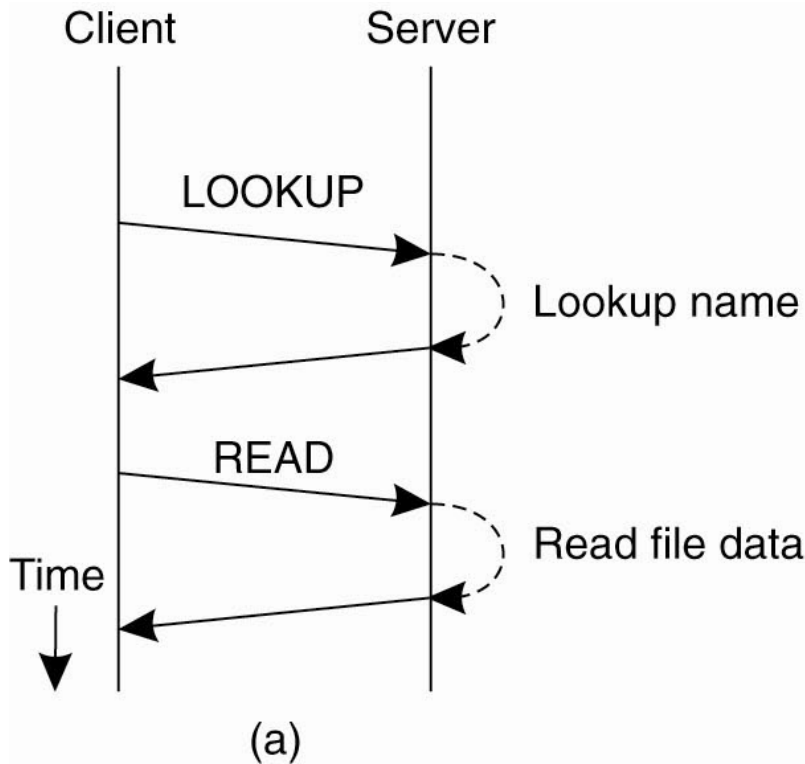 Client
Server
LOOKUP
Lookup name
READ
Read file data
Time
(a)